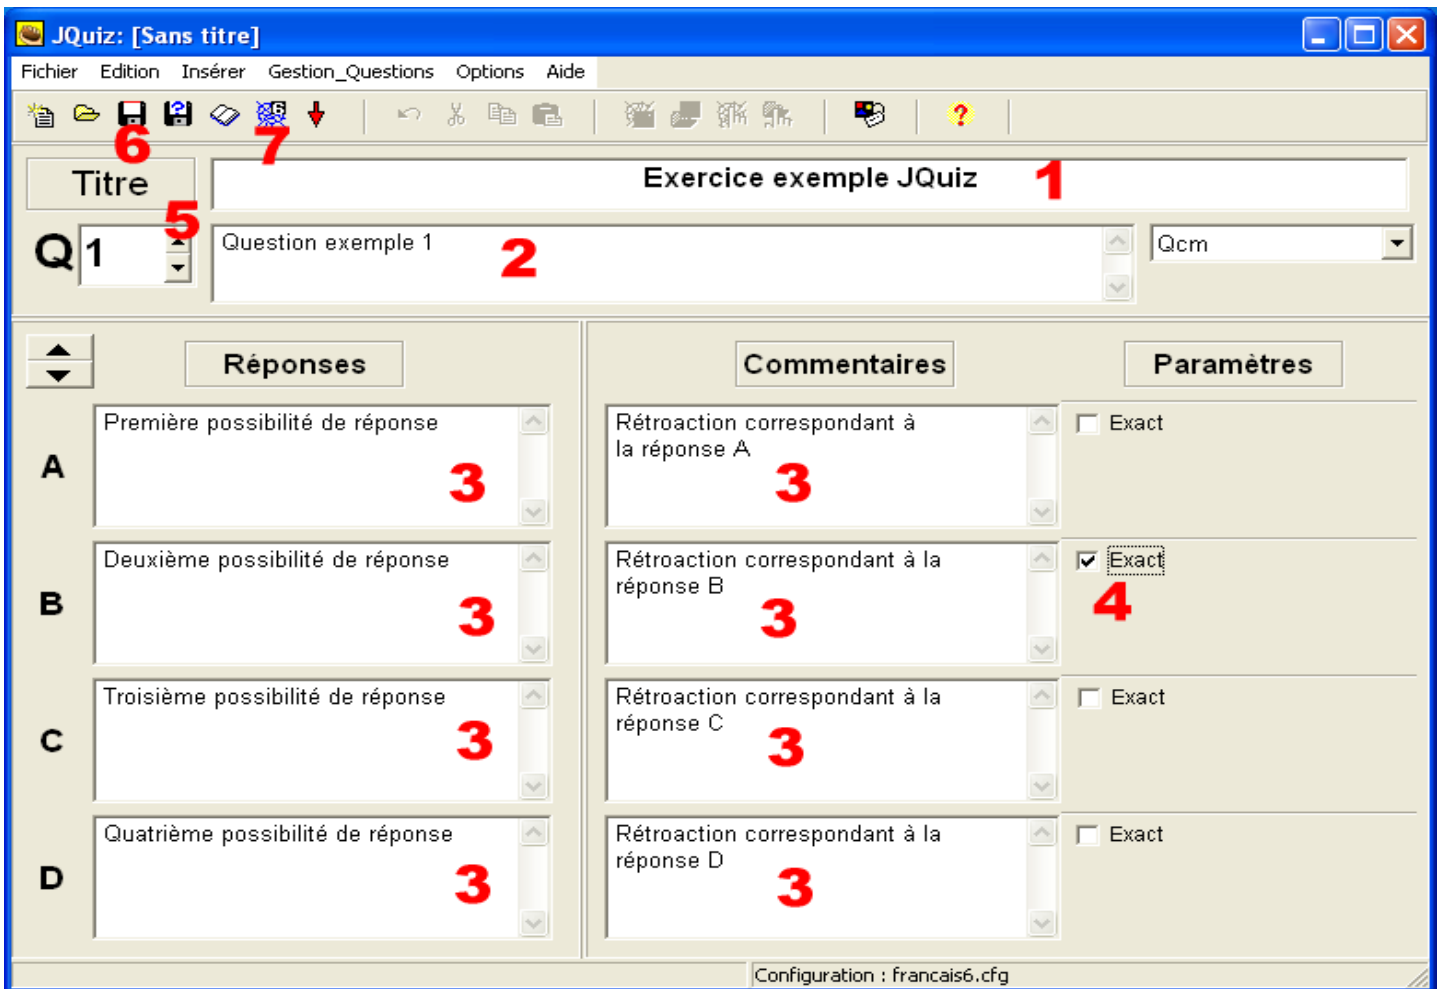 JQuiz: [Sans titre]
Fichier Edition Insérer Gestion_Questions Options Aide
6 7
Titre Exercice exemple JQuiz 1
5
Q 1 Question exemple 1 2 Qcm
Réponses Commentaires Paramètres
A Première possibilité de réponse 3
Rétroaction correspondant à
la réponse A 3
Exact
B Deuxième possibilité de réponse 3
Rétroaction correspondant à la
réponse B 3
Exact 4
C Troisième possibilité de réponse 3
Rétroaction correspondant à la
réponse C 3
Exact
D Quatrième possibilité de réponse 3
Rétroaction correspondant à la
réponse D 3
Exact
Configuration : francais6.cfg